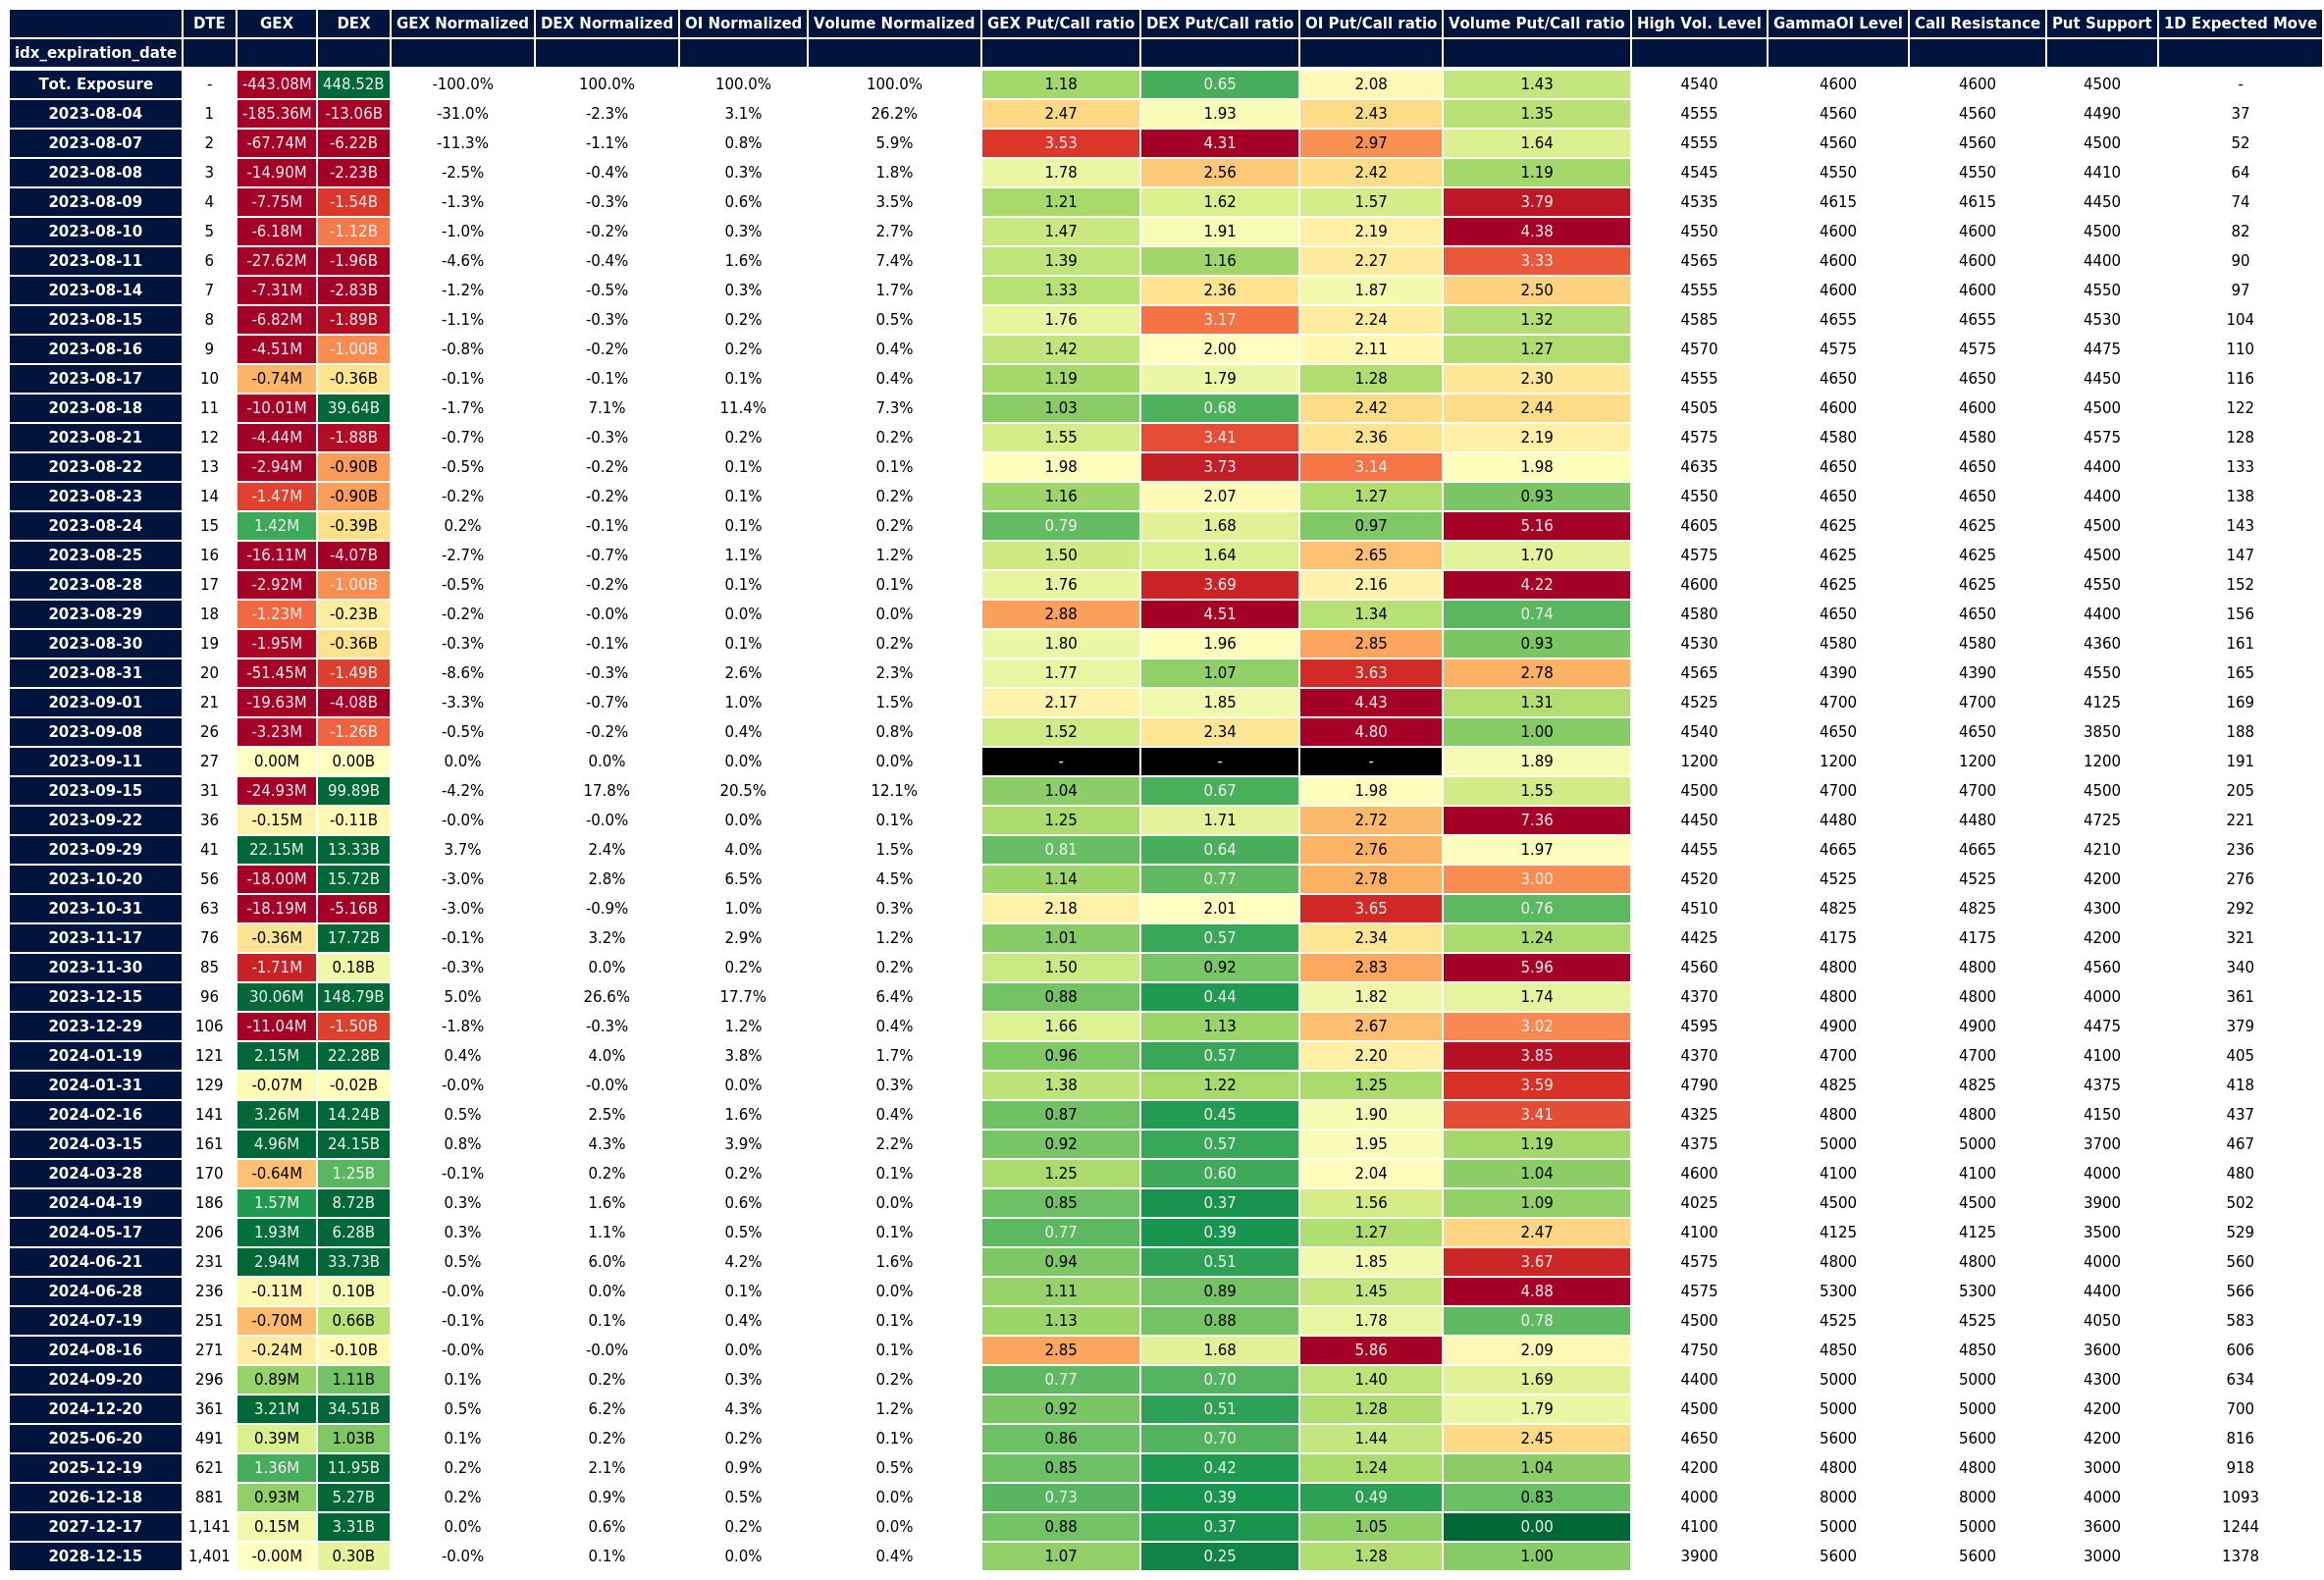 DTE GEX DEX GEX Normalized DEX Normalized OI Normalized Volume Normalized GEX Put/Call ratio DEX Put/Call ratio OI Put/Call ratio Volume Put/Call ratio High Vol. Level GammaOI Level Call Resistance Put Support 1D Expected Move
idx_expiration_date
Tot. Exposure - -443.08M 448.52B -100.0% 100.0% 100.0% 100.0% 1.18 0.65 2.08 1.43 4540 4600 4600 4500 -
2023-08-04 1 -185.36M -13.06B -31.0% -2.3% 3.1% 26.2% 2.47 1.93 2.43 1.35 4555 4560 4560 4490 37
2023-08-07 2 -67.74M -6.22B -11.3% -1.1% 0.8% 5.9% 3.53 4.31 2.97 1.64 4555 4560 4560 4500 52
2023-08-08 3 -14.90M -2.23B -2.5% -0.4% 0.3% 1.8% 1.78 2.56 2.42 1.19 4545 4550 4550 4410 64
2023-08-09 4 -7.75M -1.54B -1.3% -0.3% 0.6% 3.5% 1.21 1.62 1.57 3.79 4535 4615 4615 4450 74
2023-08-10 5 -6.18M -1.12B -1.0% -0.2% 0.3% 2.7% 1.47 1.91 2.19 4.38 4550 4600 4600 4500 82
2023-08-11 6 -27.62M -1.96B -4.6% -0.4% 1.6% 7.4% 1.39 1.16 2.27 3.33 4565 4600 4600 4400 90
2023-08-14 7 -7.31M -2.83B -1.2% -0.5% 0.3% 1.7% 1.33 2.36 1.87 2.50 4555 4600 4600 4550 97
2023-08-15 8 -6.82M -1.89B -1.1% -0.3% 0.2% 0.5% 1.76 3.17 2.24 1.32 4585 4655 4655 4530 104
2023-08-16 9 -4.51M -1.00B -0.8% -0.2% 0.2% 0.4% 1.42 2.00 2.11 1.27 4570 4575 4575 4475 110
2023-08-17 10 -0.74M -0.36B -0.1% -0.1% 0.1% 0.4% 1.19 1.79 1.28 2.30 4555 4650 4650 4450 116
2023-08-18 11 -10.01M 39.64B -1.7% 7.1% 11.4% 7.3% 1.03 0.68 2.42 2.44 4505 4600 4600 4500 122
2023-08-21 12 -4.44M -1.88B -0.7% -0.3% 0.2% 0.2% 1.55 3.41 2.36 2.19 4575 4580 4580 4575 128
2023-08-22 13 -2.94M -0.90B -0.5% -0.2% 0.1% 0.1% 1.98 3.73 3.14 1.98 4635 4650 4650 4400 133
2023-08-23 14 -1.47M -0.90B -0.2% -0.2% 0.1% 0.2% 1.16 2.07 1.27 0.93 4550 4650 4650 4400 138
2023-08-24 15 1.42M -0.39B 0.2% -0.1% 0.1% 0.2% 0.79 1.68 0.97 5.16 4605 4625 4625 4500 143
2023-08-25 16 -16.11M -4.07B -2.7% -0.7% 1.1% 1.2% 1.50 1.64 2.65 1.70 4575 4625 4625 4500 147
2023-08-28 17 -2.92M -1.00B -0.5% -0.2% 0.1% 0.1% 1.76 3.69 2.16 4.22 4600 4625 4625 4550 152
2023-08-29 18 -1.23M -0.23B -0.2% -0.0% 0.0% 0.0% 2.88 4.51 1.34 0.74 4580 4650 4650 4400 156
2023-08-30 19 -1.95M -0.36B -0.3% -0.1% 0.1% 0.2% 1.80 1.96 2.85 0.93 4530 4580 4580 4360 161
2023-08-31 20 -51.45M -1.49B -8.6% -0.3% 2.6% 2.3% 1.77 1.07 3.63 2.78 4565 4390 4390 4550 165
2023-09-01 21 -19.63M -4.08B -3.3% -0.7% 1.0% 1.5% 2.17 1.85 4.43 1.31 4525 4700 4700 4125 169
2023-09-08 26 -3.23M -1.26B -0.5% -0.2% 0.4% 0.8% 1.52 2.34 4.80 1.00 4540 4650 4650 3850 188
2023-09-11 27 0.00M 0.00B 0.0% 0.0% 0.0% 0.0% - - - 1.89 1200 1200 1200 1200 191
2023-09-15 31 -24.93M 99.89B -4.2% 17.8% 20.5% 12.1% 1.04 0.67 1.98 1.55 4500 4700 4700 4500 205
2023-09-22 36 -0.15M -0.11B -0.0% -0.0% 0.0% 0.1% 1.25 1.71 2.72 7.36 4450 4480 4480 4725 221
2023-09-29 41 22.15M 13.33B 3.7% 2.4% 4.0% 1.5% 0.81 0.64 2.76 1.97 4455 4665 4665 4210 236
2023-10-20 56 -18.00M 15.72B -3.0% 2.8% 6.5% 4.5% 1.14 0.77 2.78 3.00 4520 4525 4525 4200 276
2023-10-31 63 -18.19M -5.16B -3.0% -0.9% 1.0% 0.3% 2.18 2.01 3.65 0.76 4510 4825 4825 4300 292
2023-11-17 76 -0.36M 17.72B -0.1% 3.2% 2.9% 1.2% 1.01 0.57 2.34 1.24 4425 4175 4175 4200 321
2023-11-30 85 -1.71M 0.18B -0.3% 0.0% 0.2% 0.2% 1.50 0.92 2.83 5.96 4560 4800 4800 4560 340
2023-12-15 96 30.06M 148.79B 5.0% 26.6% 17.7% 6.4% 0.88 0.44 1.82 1.74 4370 4800 4800 4000 361
2023-12-29 106 -11.04M -1.50B -1.8% -0.3% 1.2% 0.4% 1.66 1.13 2.67 3.02 4595 4900 4900 4475 379
2024-01-19 121 2.15M 22.28B 0.4% 4.0% 3.8% 1.7% 0.96 0.57 2.20 3.85 4370 4700 4700 4100 405
2024-01-31 129 -0.07M -0.02B -0.0% -0.0% 0.0% 0.3% 1.38 1.22 1.25 3.59 4790 4825 4825 4375 418
2024-02-16 141 3.26M 14.24B 0.5% 2.5% 1.6% 0.4% 0.87 0.45 1.90 3.41 4325 4800 4800 4150 437
2024-03-15 161 4.96M 24.15B 0.8% 4.3% 3.9% 2.2% 0.92 0.57 1.95 1.19 4375 5000 5000 3700 467
2024-03-28 170 -0.64M 1.25B -0.1% 0.2% 0.2% 0.1% 1.25 0.60 2.04 1.04 4600 4100 4100 4000 480
2024-04-19 186 1.57M 8.72B 0.3% 1.6% 0.6% 0.0% 0.85 0.37 1.56 1.09 4025 4500 4500 3900 502
2024-05-17 206 1.93M 6.28B 0.3% 1.1% 0.5% 0.1% 0.77 0.39 1.27 2.47 4100 4125 4125 3500 529
2024-06-21 231 2.94M 33.73B 0.5% 6.0% 4.2% 1.6% 0.94 0.51 1.85 3.67 4575 4800 4800 4000 560
2024-06-28 236 -0.11M 0.10B -0.0% 0.0% 0.1% 0.0% 1.11 0.89 1.45 4.88 4575 5300 5300 4400 566
2024-07-19 251 -0.70M 0.66B -0.1% 0.1% 0.4% 0.1% 1.13 0.88 1.78 0.78 4500 4525 4525 4050 583
2024-08-16 271 -0.24M -0.10B -0.0% -0.0% 0.0% 0.1% 2.85 1.68 5.86 2.09 4750 4850 4850 3600 606
2024-09-20 296 0.89M 1.11B 0.1% 0.2% 0.3% 0.2% 0.77 0.70 1.40 1.69 4400 5000 5000 4300 634
2024-12-20 361 3.21M 34.51B 0.5% 6.2% 4.3% 1.2% 0.92 0.51 1.28 1.79 4500 5000 5000 4200 700
2025-06-20 491 0.39M 1.03B 0.1% 0.2% 0.2% 0.1% 0.86 0.70 1.44 2.45 4650 5600 5600 4200 816
2025-12-19 621 1.36M 11.95B 0.2% 2.1% 0.9% 0.5% 0.85 0.42 1.24 1.04 4200 4800 4800 3000 918
2026-12-18 881 0.93M 5.27B 0.2% 0.9% 0.5% 0.0% 0.73 0.39 0.49 0.83 4000 8000 8000 4000 1093
2027-12-17 1,141 0.15M 3.31B 0.0% 0.6% 0.2% 0.0% 0.88 0.37 1.05 0.00 4100 5000 5000 3600 1244
2028-12-15 1,401 -0.00M 0.30B -0.0% 0.1% 0.0% 0.4% 1.07 0.25 1.28 1.00 3900 5600 5600 3000 1378